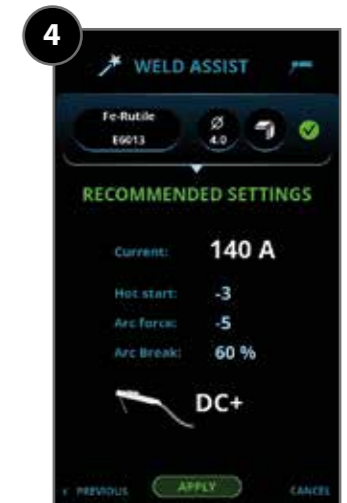 4
WELD ASSIST
Fe-Rutile
E6013
Ø
4.0
RECOMMENDED SETTINGS
Current: 140 A
Hot start: -3
Arc force: -5
Arc Break: 60 %
DC+
‹ PREVIOUS APPLY CANCEL